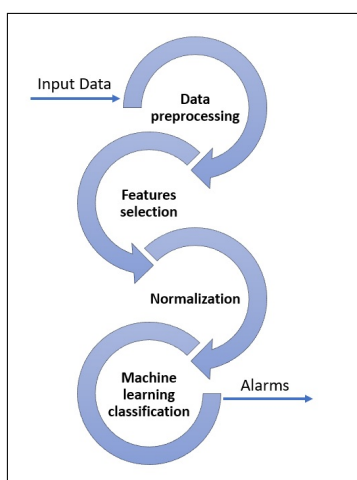 Input Data
Data
preprocessing
Features
selection
Normalization
Machine
learning
classification
Alarms